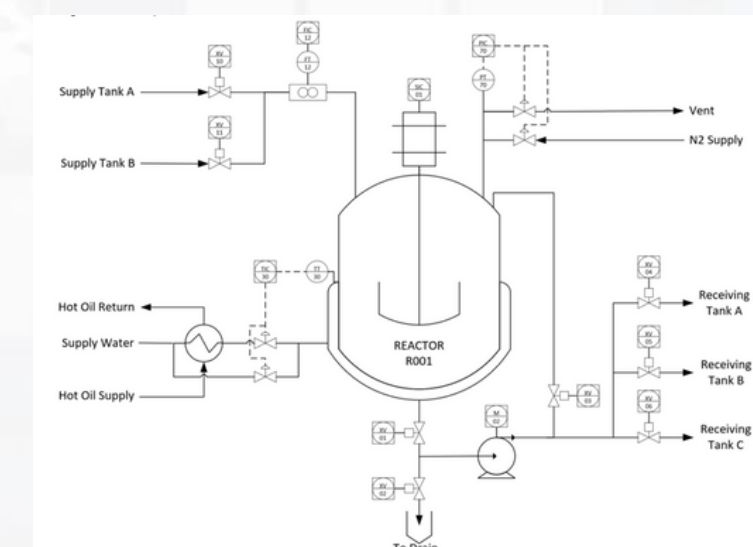 FIC
12
XV
10
FT
12
PIC
70
PT
70
SIC
01
Supply Tank A
Vent
XV
11
N2 Supply
Supply Tank B
TIC
30
TT
30
XV
04
Hot Oil Return
Receiving
Tank A
Supply Water
XV
05
REACTOR
R001
Receiving
Tank B
Hot Oil Supply
XV
03
XV
06
M
02
XV
01
Receiving
Tank C
XV
02
To Drain